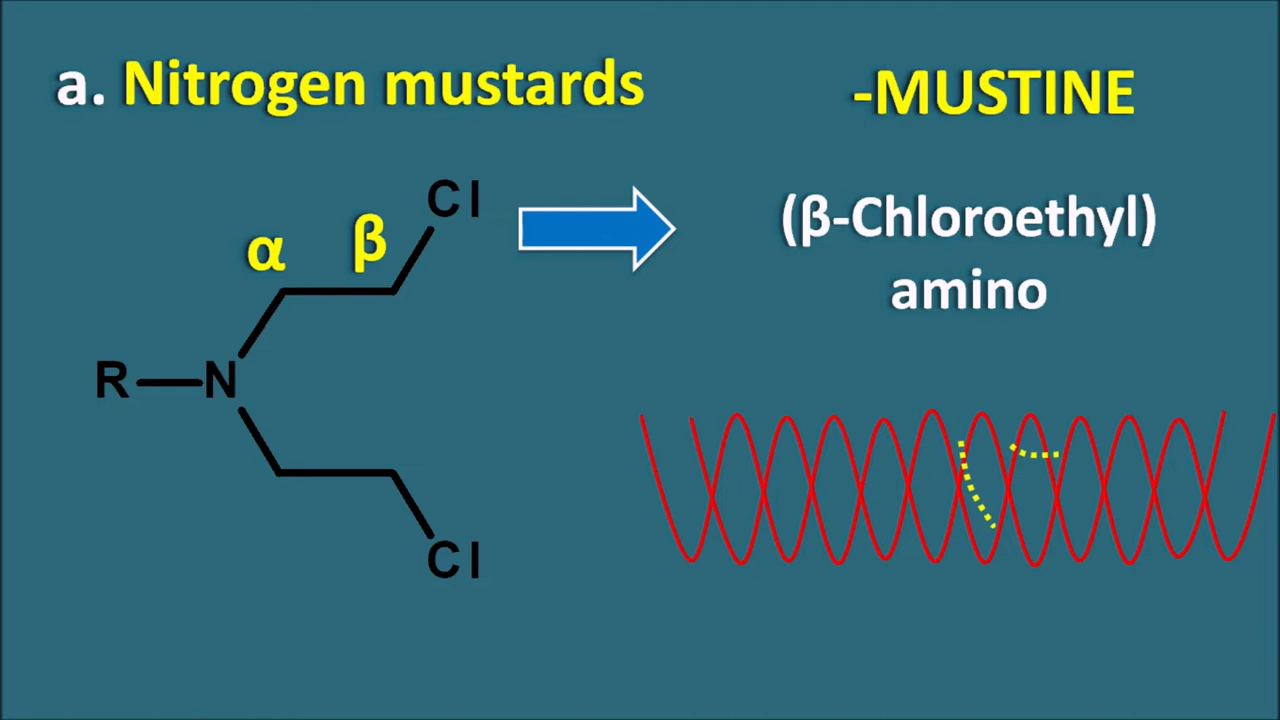 a. Nitrogen mustards
-MUSTINE
(β-Chloroethyl)
amino
Cl
α β
R—N
Cl